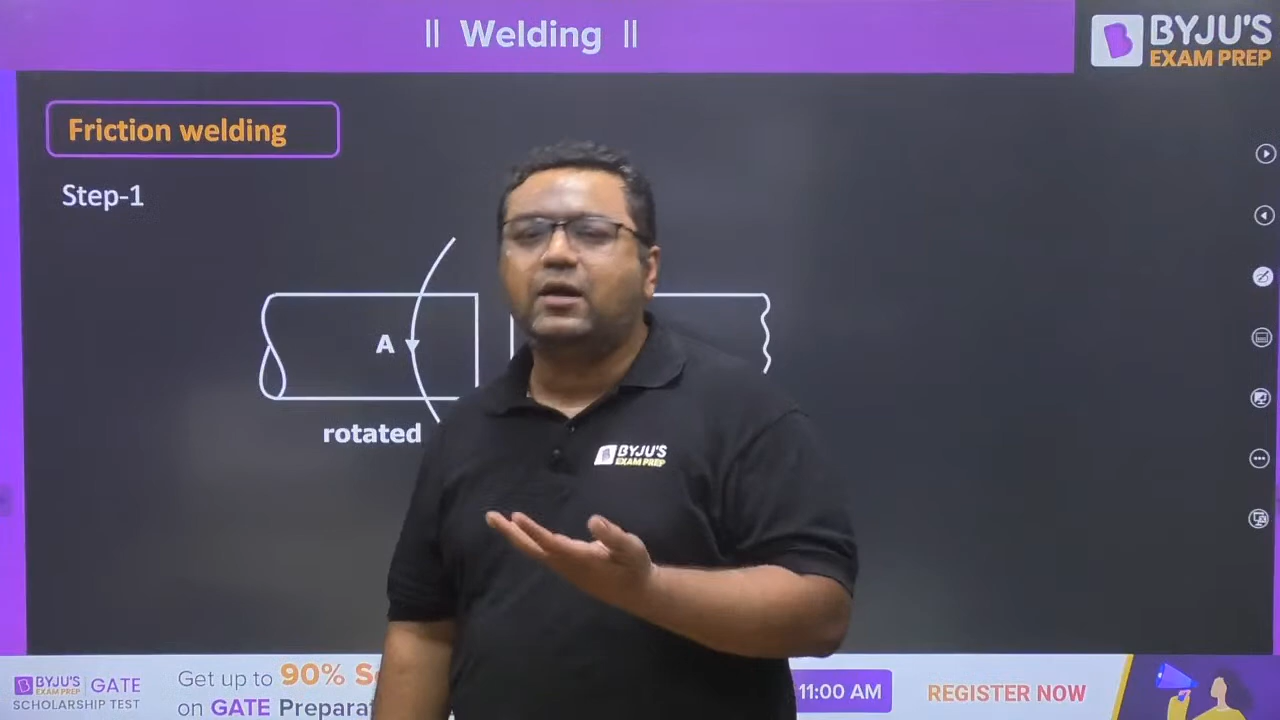 || Welding ||
BYJU'S
EXAM PREP
Friction welding
Step-1
A
rotated
BYJU'S
EXAM PREP
BYJU'S
EXAM PREP
GATE
SCHOLARSHIP TEST
Get up to 90%
on GATE
11:00 AM
REGISTER NOW